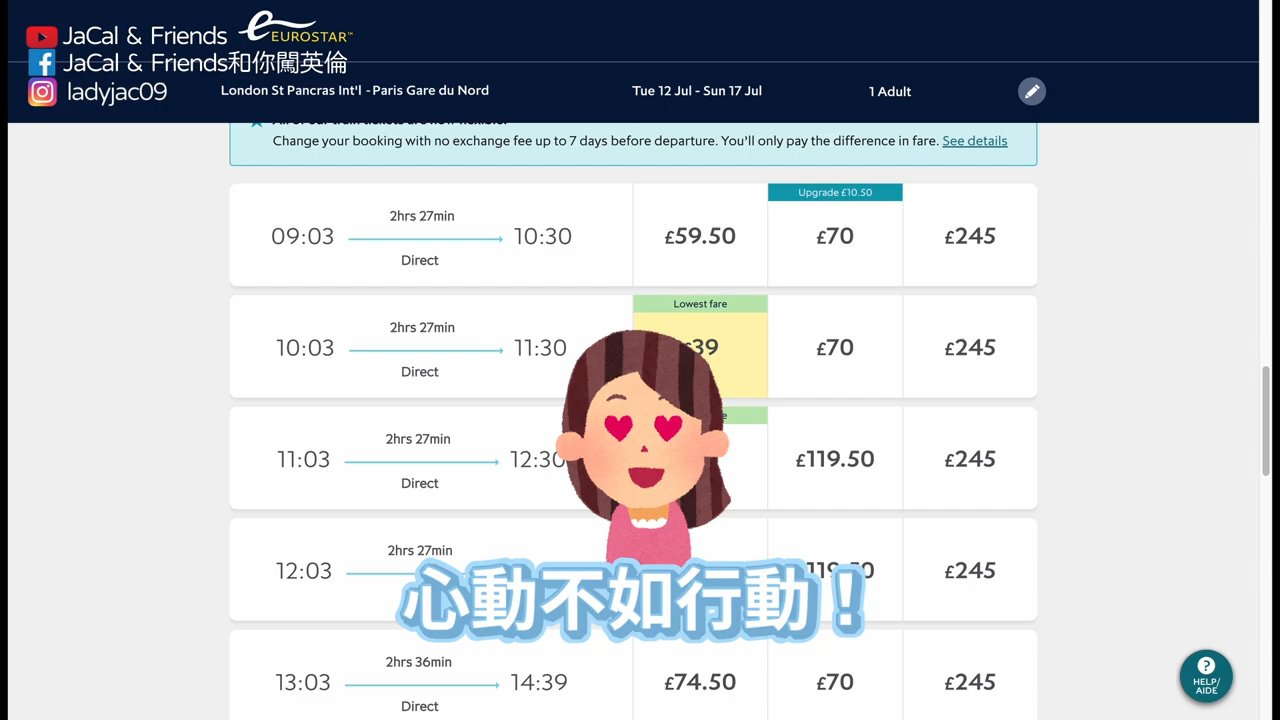 JaCal & Friends
EUROSTAR™
JaCal & Friends和你闖英倫
ladyjac09
London St Pancras Int'l - Paris Gare du Nord
Tue 12 Jul - Sun 17 Jul
1 Adult
Change your booking with no exchange fee up to 7 days before departure. You’ll only pay the difference in fare. See details
Upgrade £10.50
2hrs 27min
09:03
10:30
£59.50
£70
£245
Direct
Lowest fare
2hrs 27min
10:03
11:30
£39
£70
£245
Direct
2hrs 27min
11:03
12:30
£119.50
£245
Direct
2hrs 27min
12:03
£245
心動不如行動！
2hrs 36min
13:03
14:39
£74.50
£70
£245
Direct
HELP/
AIDE